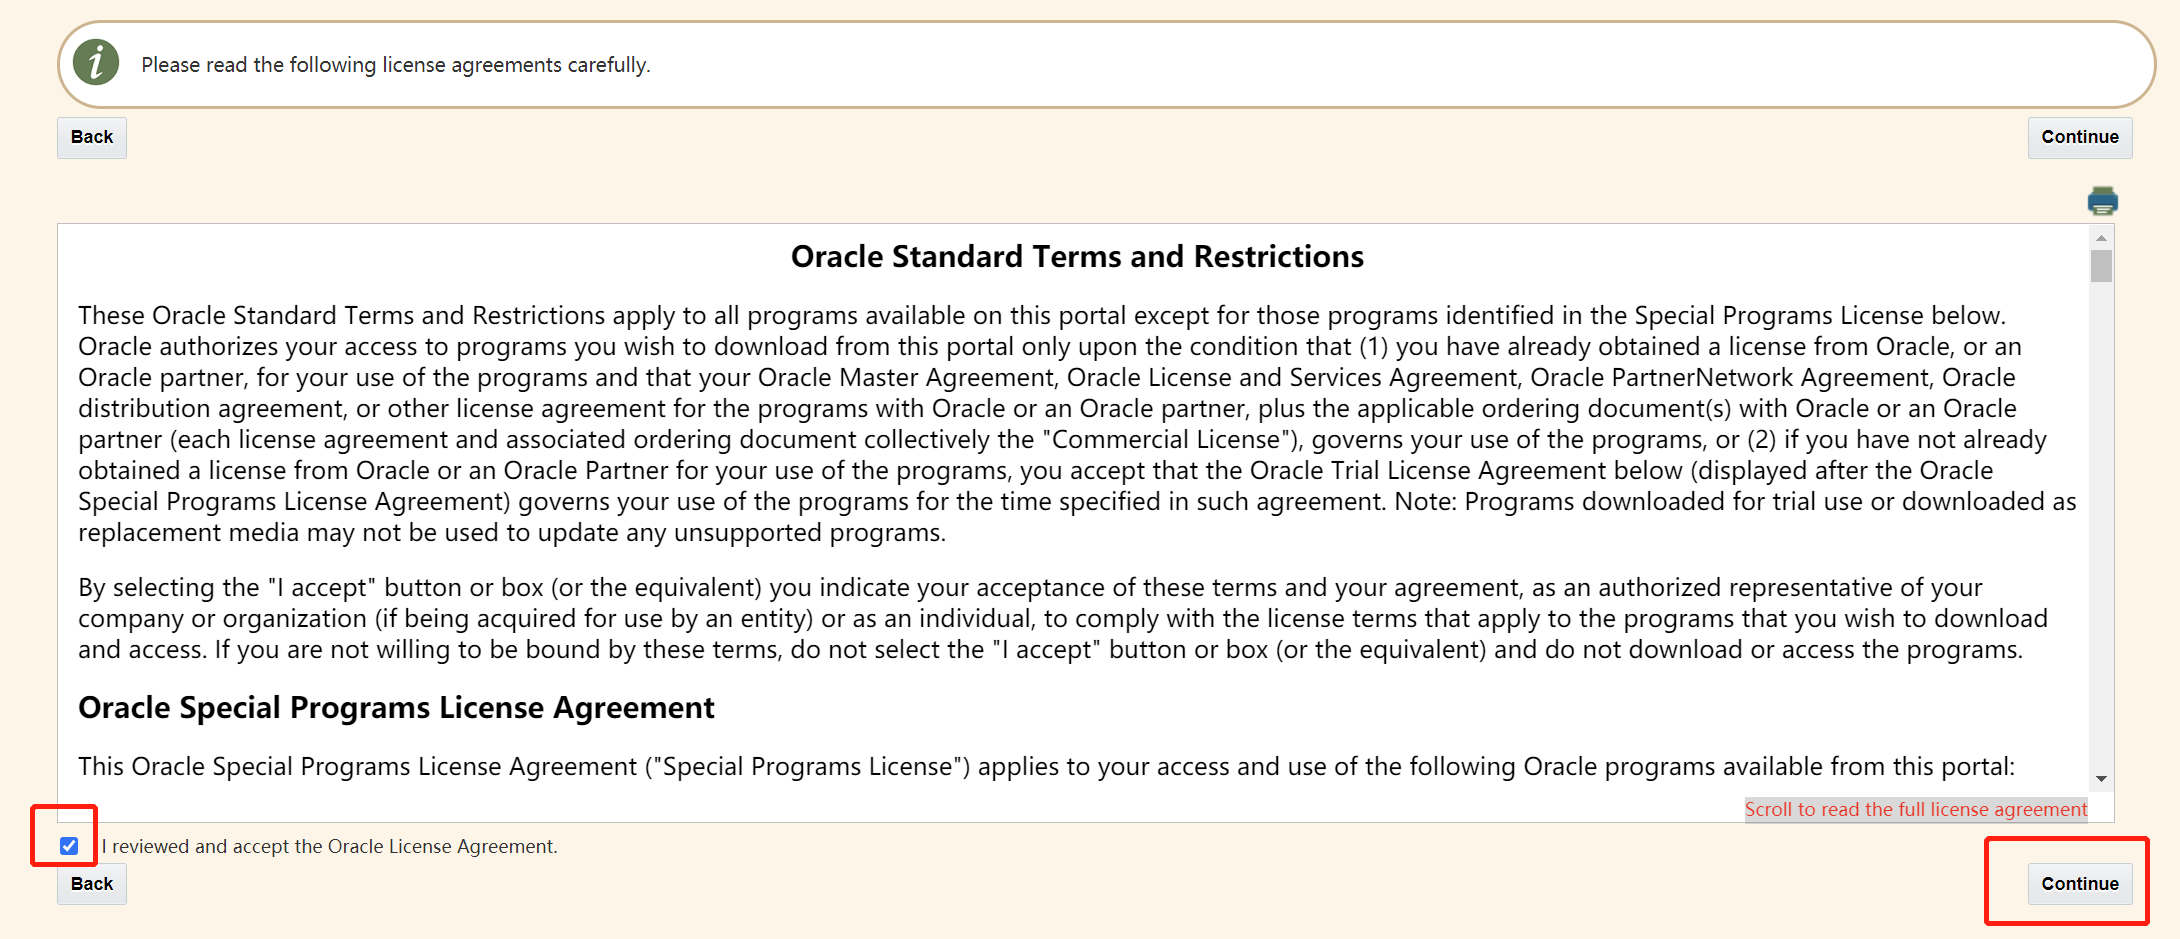 i
Please read the following license agreements carefully.
Back
Continue
Oracle Standard Terms and Restrictions
These Oracle Standard Terms and Restrictions apply to all programs available on this portal except for those programs identified in the Special Programs License below.
Oracle authorizes your access to programs you wish to download from this portal only upon the condition that (1) you have already obtained a license from Oracle, or an
Oracle partner, for your use of the programs and that your Oracle Master Agreement, Oracle License and Services Agreement, Oracle PartnerNetwork Agreement, Oracle
distribution agreement, or other license agreement for the programs with Oracle or an Oracle partner, plus the applicable ordering document(s) with Oracle or an Oracle
partner (each license agreement and associated ordering document collectively the "Commercial License"), governs your use of the programs, or (2) if you have not already
obtained a license from Oracle or an Oracle Partner for your use of the programs, you accept that the Oracle Trial License Agreement below (displayed after the Oracle
Special Programs License Agreement) governs your use of the programs for the time specified in such agreement. Note: Programs downloaded for trial use or downloaded as
replacement media may not be used to update any unsupported programs.
By selecting the "I accept" button or box (or the equivalent) you indicate your acceptance of these terms and your agreement, as an authorized representative of your
company or organization (if being acquired for use by an entity) or as an individual, to comply with the license terms that apply to the programs that you wish to download
and access. If you are not willing to be bound by these terms, do not select the "I accept" button or box (or the equivalent) and do not download or access the programs.
Oracle Special Programs License Agreement
This Oracle Special Programs License Agreement ("Special Programs License") applies to your access and use of the following Oracle programs available from this portal:
Scroll to read the full license agreement
I reviewed and accept the Oracle License Agreement.
Back
Continue